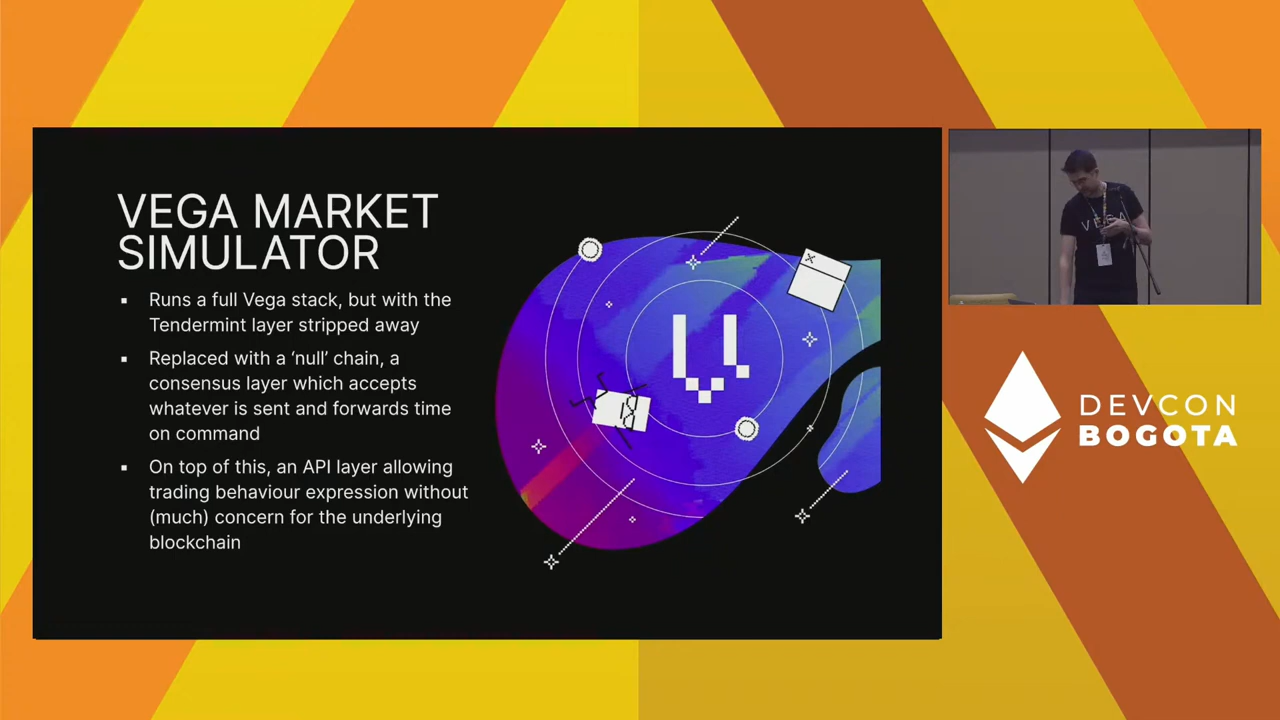 VEGA MARKET
SIMULATOR
▪ Runs a full Vega stack, but with the
Tendermint layer stripped away
▪ Replaced with a ‘null’ chain, a
consensus layer which accepts
whatever is sent and forwards time
on command
▪ On top of this, an API layer allowing
trading behaviour expression without
(much) concern for the underlying
blockchain
VEGA
DEVCON
BOGOTA